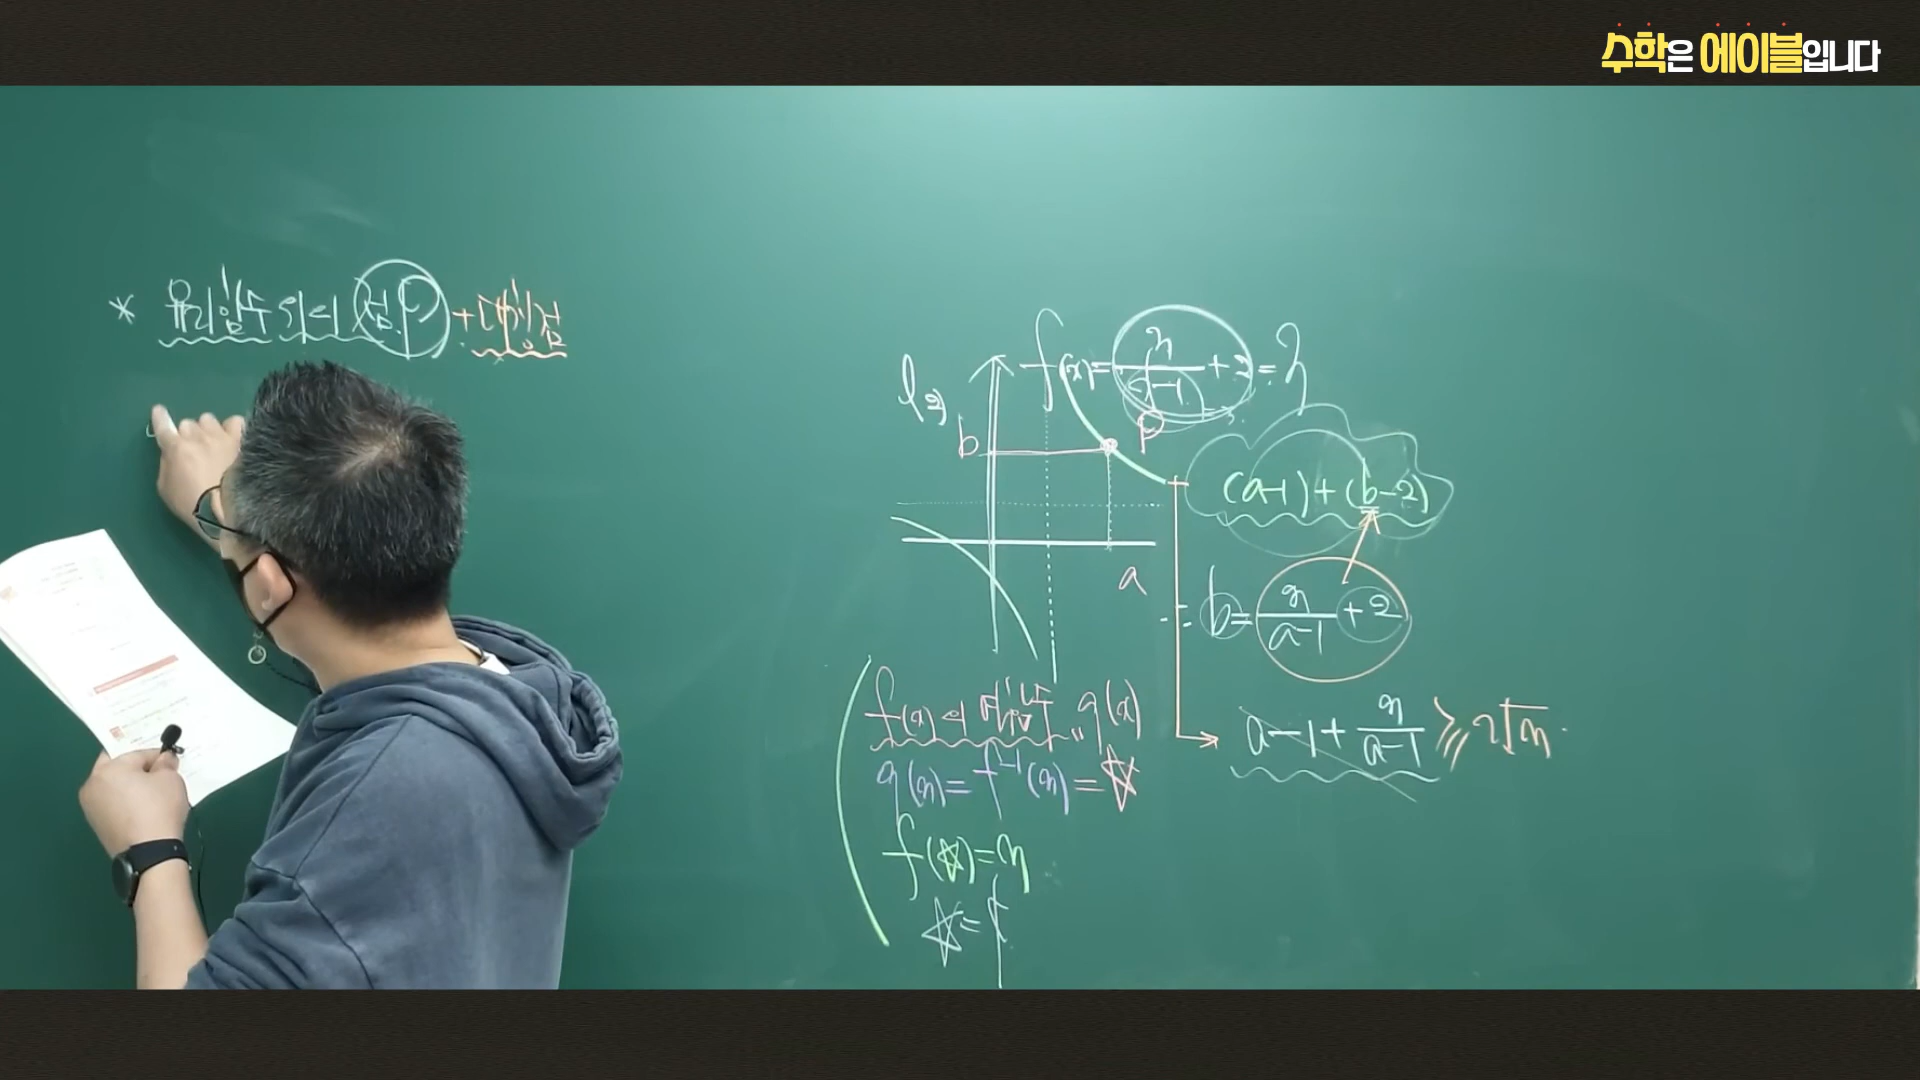 수학은 에이블입니다
* 유리함수 위의 점P + 대칭점
f(x) = n/(x-1) + 2 = n
b
P
a
(a-1) + (b-2)
b = n/(a-1) + 2
a-1 + n/(a-1) ≥ 2√n
f(x)의 역함수 g(x)
g(n) = f⁻¹(n) = ☆
f(☆) = n
☆ =